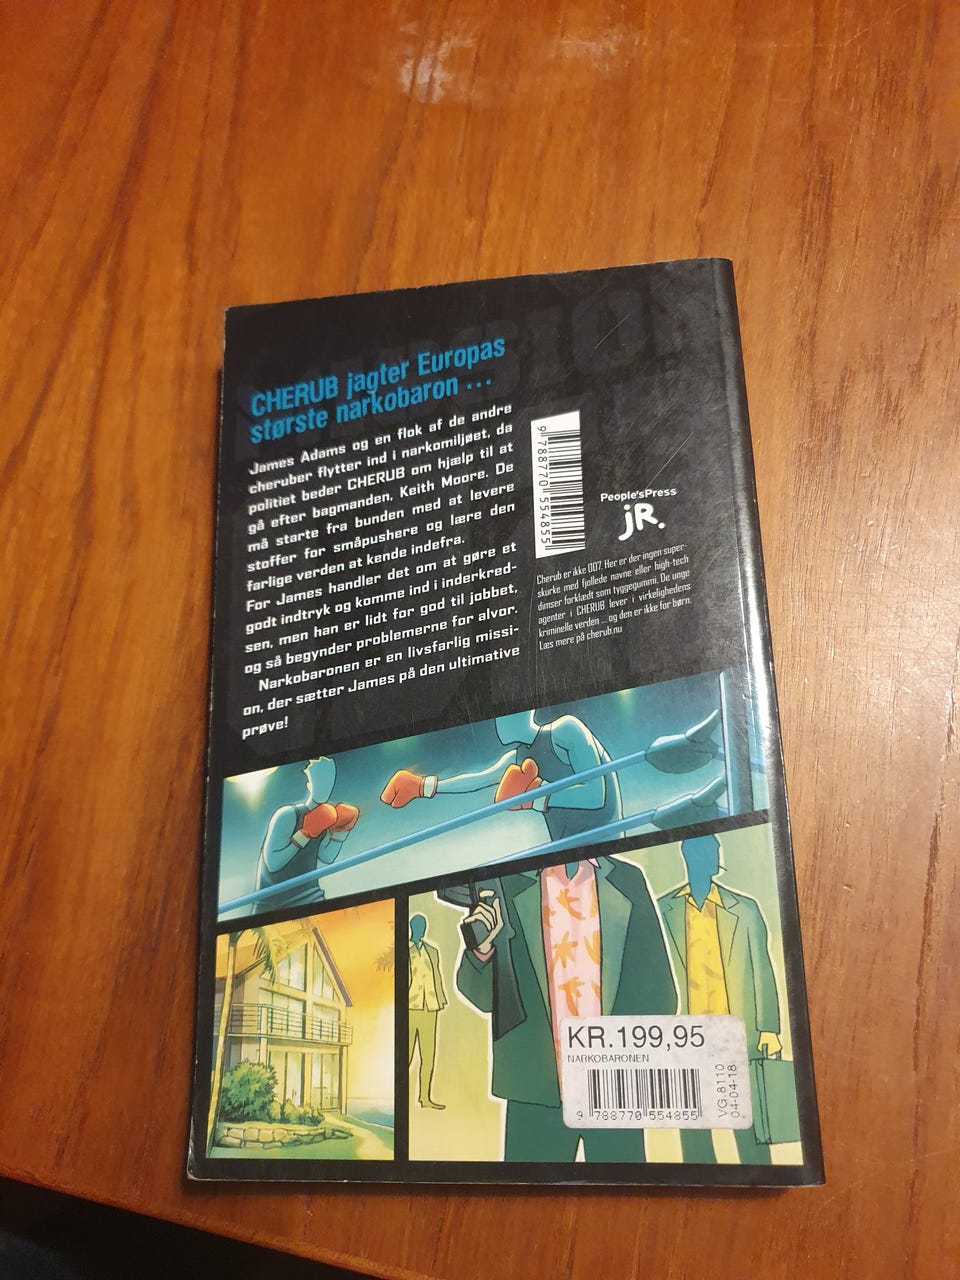 CHERUB jagter Europas
største narkobaron ...
James Adams og en flok af de andre
cheruber flytter ind i narkomiljøet, da
politiet beder CHERUB om hjælp til at
gå efter bagmanden, Keith Moore. De
må starte fra bunden med at levere
stoffer for småpushere og lære den
farlige verden at kende indefra.
For James handler det om at gøre et
godt indtryk og komme ind i inderkred-
sen, men han er lidt for god til jobbet,
og så begynder problemerne for alvor.
Narkobaronen er en livsfarlig missi-
on, der sætter James på den ultimative
prøve!
9 788770 554855
People'sPress
jR.
Cherub er ikke 007. Her er der ingen super-
skurke med fjollede navne eller high-tech
dimser forklædt som tyggegummi. De unge
agenter i CHERUB lever i virkelighedens
kriminelle verden ... og den er ikke for børn.
Læs mere på cherub.nu
KR.199,95
NARKOBARONEN
9 788770 554855
VG.8110
04-04-18